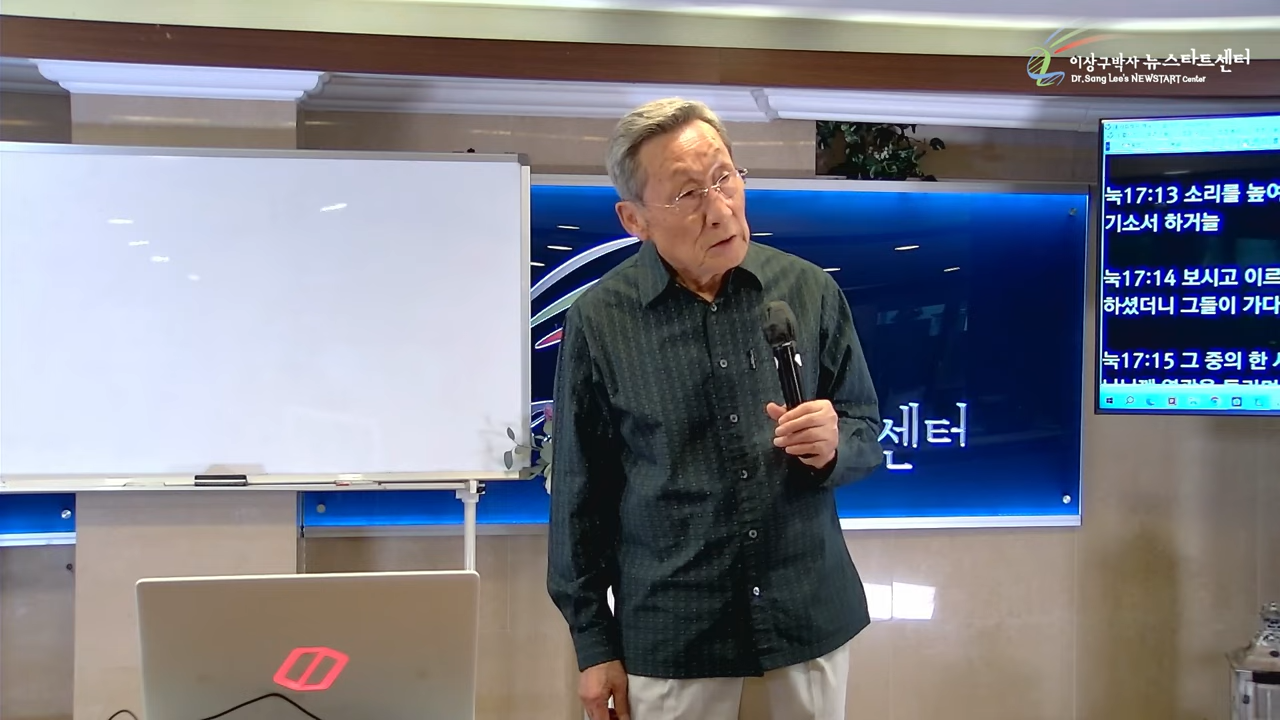 이상구박사 뉴스타트센터
Dr. Sang Lee's NEWSTART Center
눅17:13 소리를 높여
기소서 하거늘
눅17:14 보시고 이르
하셨더니 그들이 가다
눅17:15 그 중의 한
센터